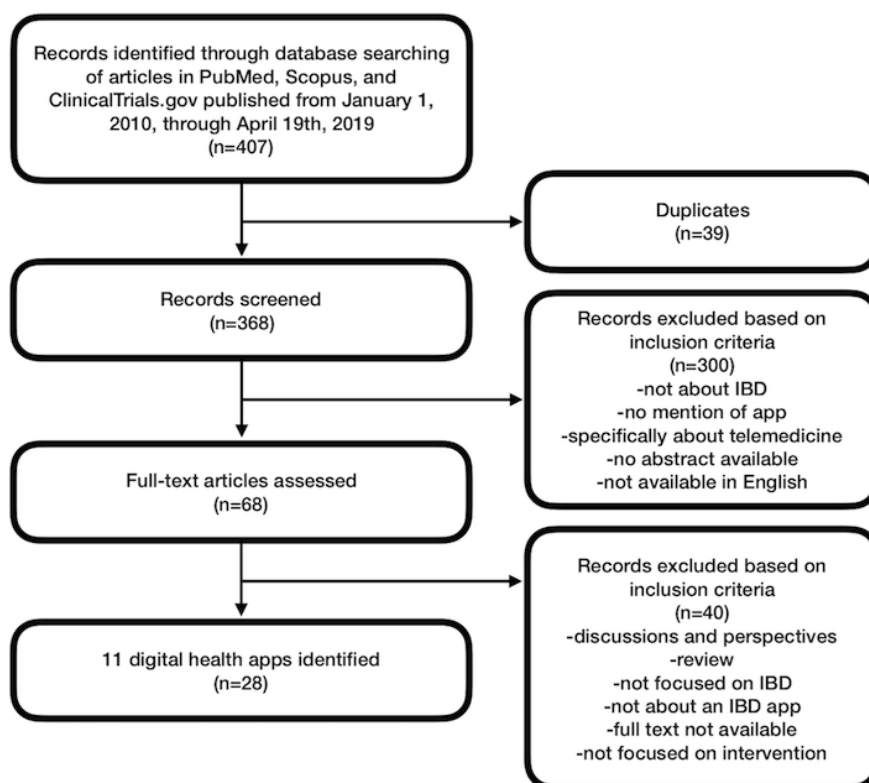 Records identified through database searching
of articles in PubMed, Scopus, and
ClinicalTrials.gov published from January 1,
2010, through April 19th, 2019
(n=407)
Duplicates
(n=39)
Records screened
(n=368)
Records excluded based on
inclusion criteria
(n=300)
-not about IBD
-no mention of app
-specifically about telemedicine
-no abstract available
-not available in English
Full-text articles assessed
(n=68)
Records excluded based on
inclusion criteria
(n=40)
-discussions and perspectives
-review
-not focused on IBD
-not about an IBD app
-full text not available
-not focused on intervention
11 digital health apps identified
(n=28)